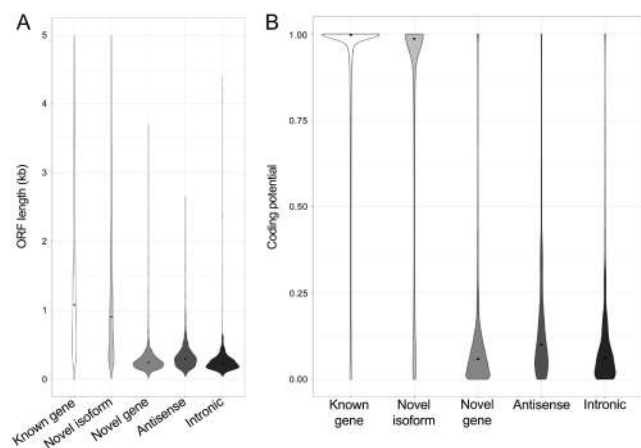 A
B
ORF length (kb)
5
4
3
2
1
0
Known gene
Novel isoform
Novel gene
Antisense
Intronic
Coding potential
1.00
0.75
0.50
0.25
0.00
Known
gene
Novel
isoform
Novel
gene
Antisense
Intronic